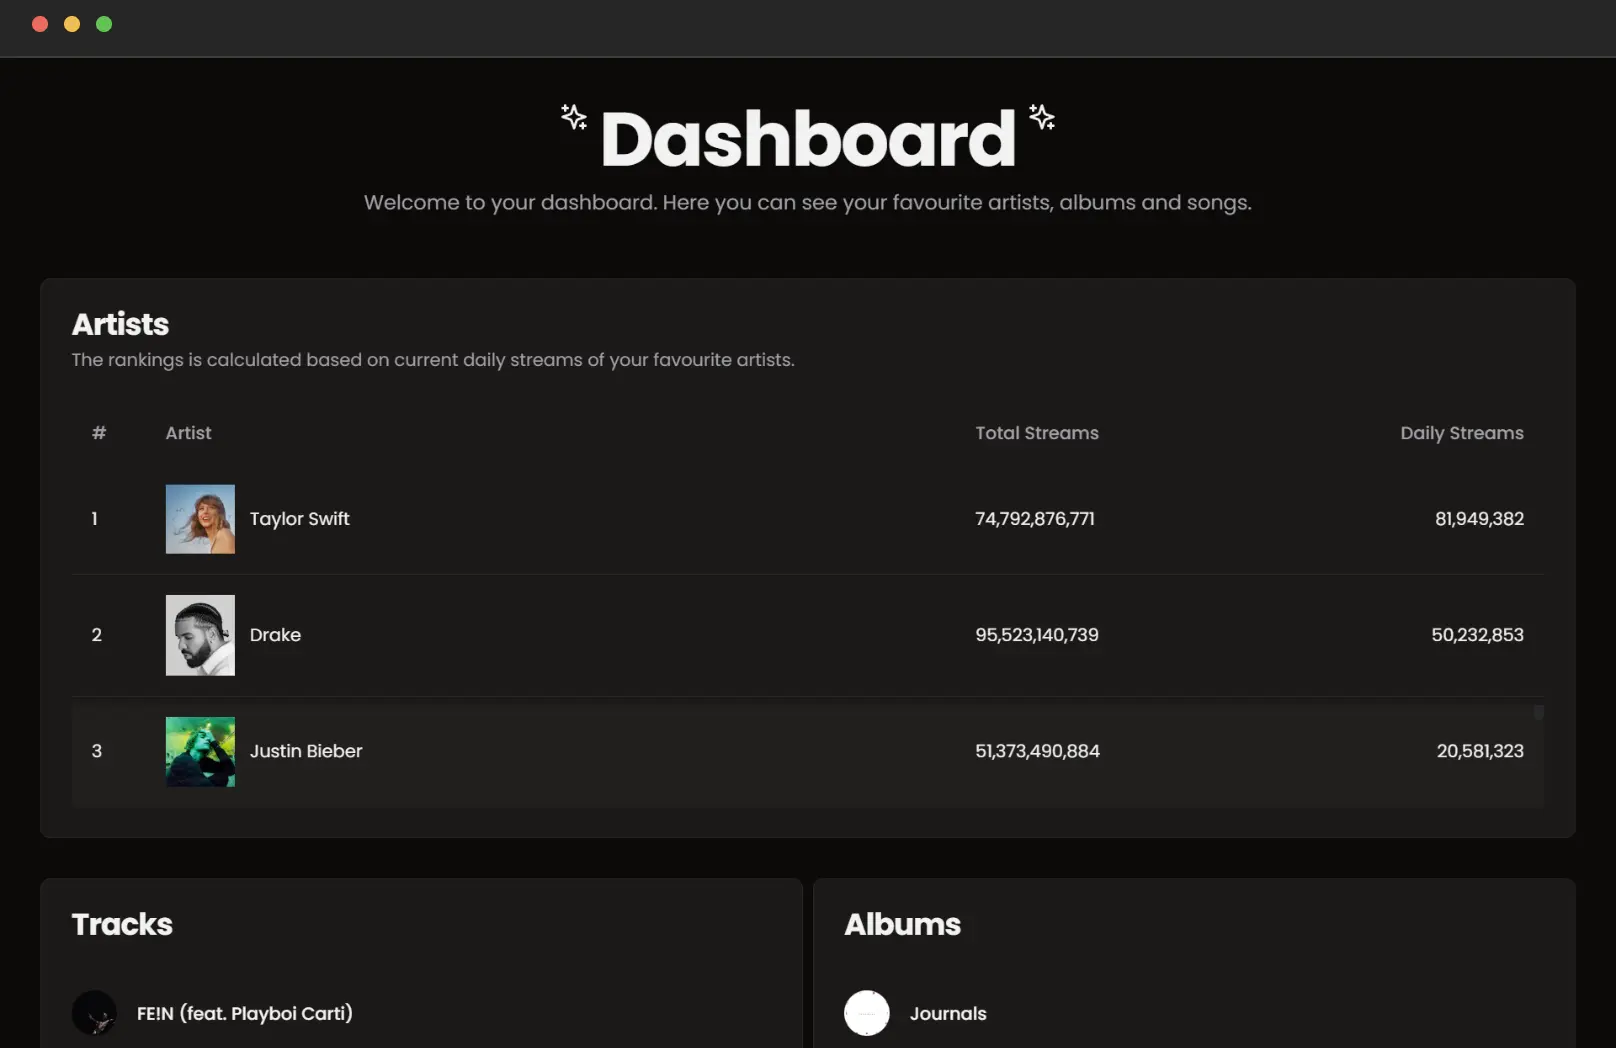 Dashboard
Welcome to your dashboard. Here you can see your favourite artists, albums and songs.
Artists
The rankings is calculated based on current daily streams of your favourite artists.
# Artist Total Streams Daily Streams
1 Taylor Swift 74,792,876,771 81,949,382
2 Drake 95,523,140,739 50,232,853
3 Justin Bieber 51,373,490,884 20,581,323
Tracks
FE!N (feat. Playboi Carti)
Albums
Journals